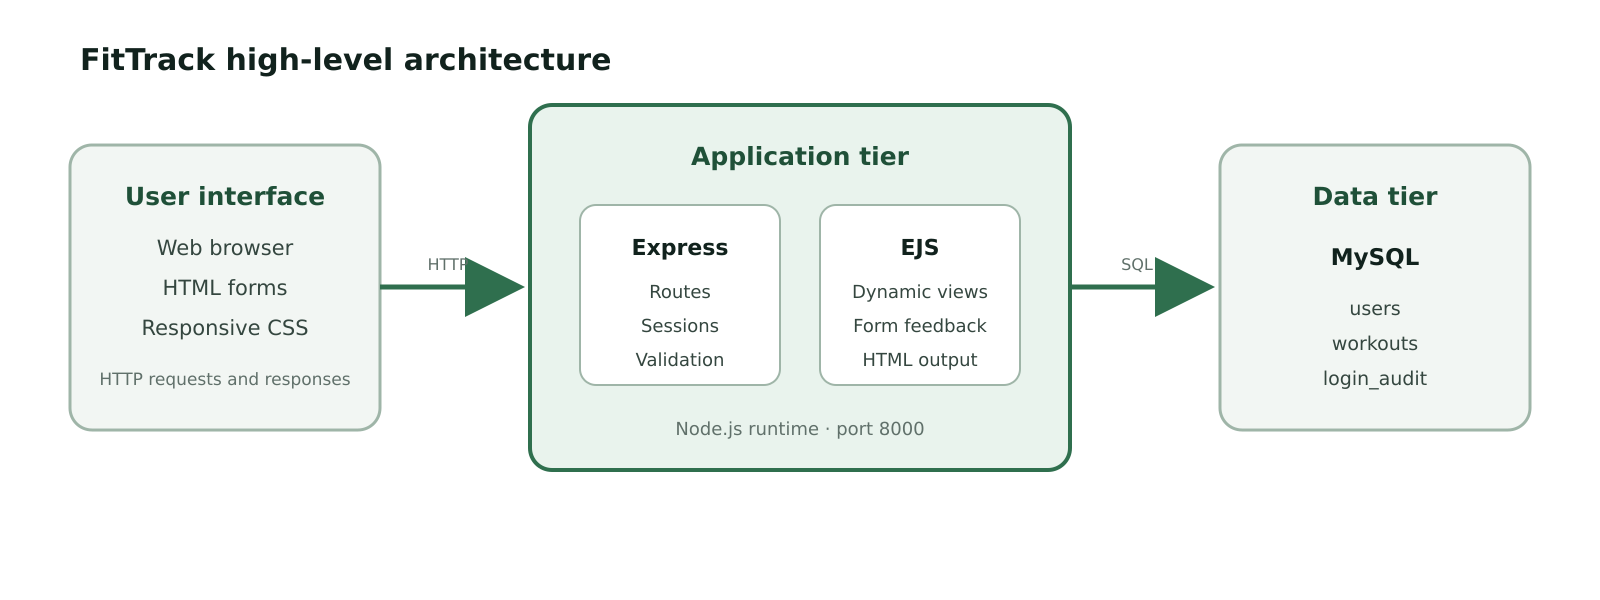 FitTrack high-level architecture
User interface
Web browser
HTML forms
Responsive CSS
HTTP requests and responses
HTTP
Application tier
Express
Routes
Sessions
Validation
EJS
Dynamic views
Form feedback
HTML output
Node.js runtime · port 8000
SQL
Data tier
MySQL
users
workouts
login_audit